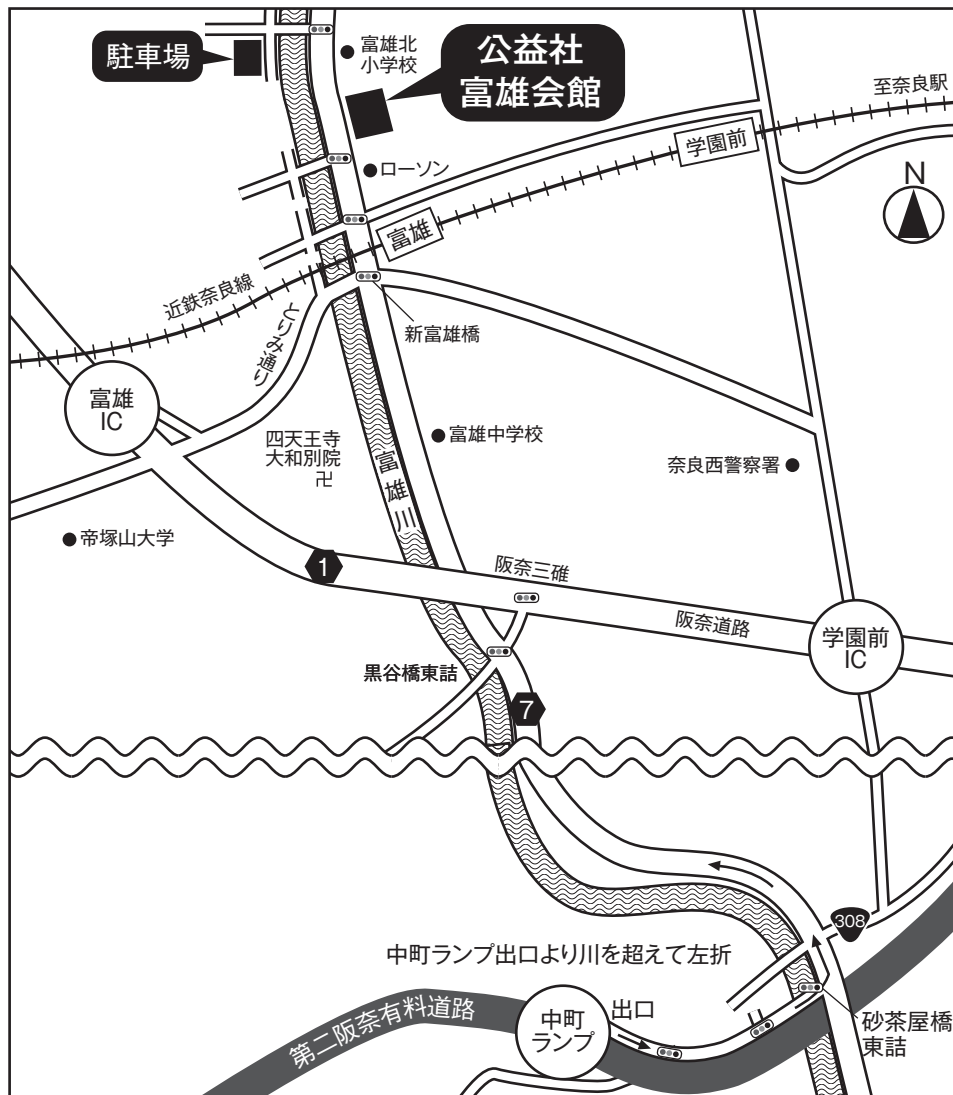 駐車場
富雄北
小学校
公益社
富雄会館
至奈良駅
学園前
ローソン
N
富雄
近鉄奈良線
とりみ通り
新富雄橋
富雄
IC
四天王寺
大和別院
卍
富雄川
富雄中学校
奈良西警察署
帝塚山大学
1
阪奈三碓
阪奈道路
学園前
IC
黒谷橋東詰
7
308
中町ランプ出口より川を超えて左折
第二阪奈有料道路
中町
ランプ
出口
砂茶屋橋
東詰